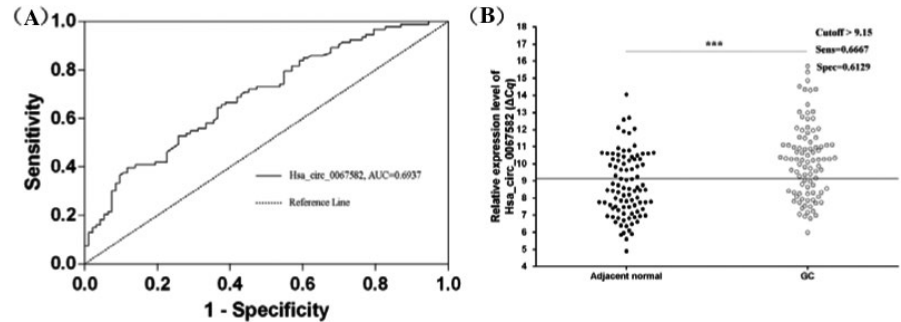 (A)
1.0
0.8
0.6
0.4
0.2
0.0
Sensitivity
Hsa_circ_0067582, AUC=0.6937
Reference Line
0.0 0.2 0.4 0.6 0.8 1.0
1 - Specificity
(B)
18
17
16
15
14
13
12
11
10
9
8
7
6
5
4
Relative expression level of
Hsa_circ_0067582 (ΔCq)
***
Cutoff > 9.15
Sens=0.6667
Spec=0.6129
Adjacent normal GC